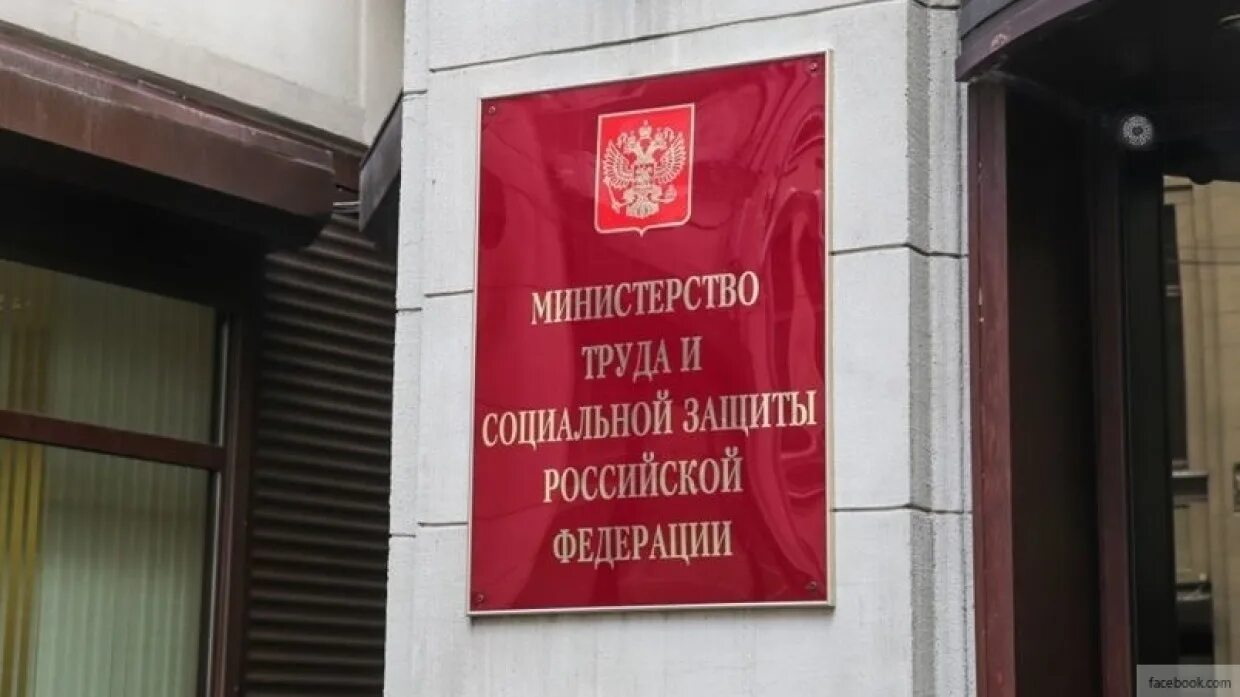 МИНИСТЕРСТВО
ТРУДА И
СОЦИАЛЬНОЙ ЗАЩИТЫ
РОССИЙСКОЙ
ФЕДЕРАЦИИ
facebook.com